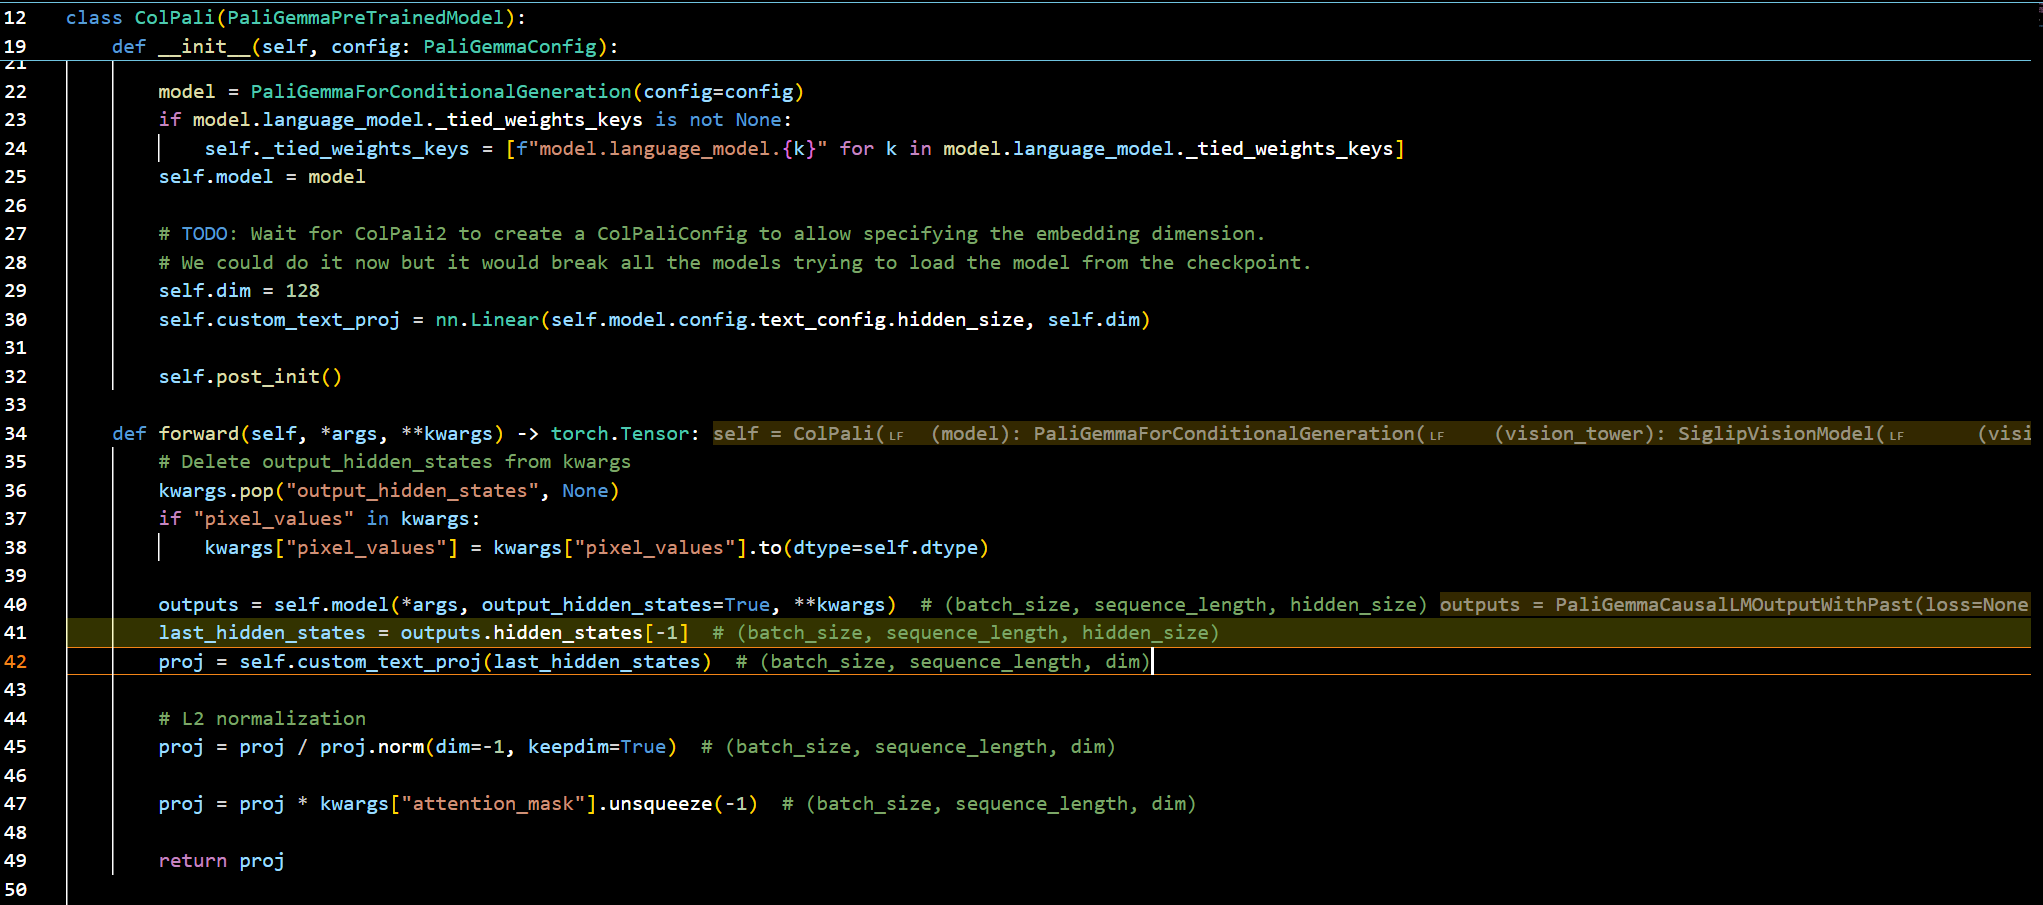 12 class ColPali(PaliGemmaPreTrainedModel):
19     def __init__(self, config: PaliGemmaConfig):
21
22         model = PaliGemmaForConditionalGeneration(config=config)
23         if model.language_model._tied_weights_keys is not None:
24             self._tied_weights_keys = [f"model.language_model.{k}" for k in model.language_model._tied_weights_keys]
25         self.model = model
26
27         # TODO: Wait for ColPali2 to create a ColPaliConfig to allow specifying the embedding dimension.
28         # We could do it now but it would break all the models trying to load the model from the checkpoint.
29         self.dim = 128
30         self.custom_text_proj = nn.Linear(self.model.config.text_config.hidden_size, self.dim)
31
32         self.post_init()
33
34     def forward(self, *args, **kwargs) -> torch.Tensor: self = ColPali(LF  (model): PaliGemmaForConditionalGeneration(LF    (vision_tower): SiglipVisionModel(LF      (visi
35         # Delete output_hidden_states from kwargs
36         kwargs.pop("output_hidden_states", None)
37         if "pixel_values" in kwargs:
38             kwargs["pixel_values"] = kwargs["pixel_values"].to(dtype=self.dtype)
39
40         outputs = self.model(*args, output_hidden_states=True, **kwargs)  # (batch_size, sequence_length, hidden_size) outputs = PaliGemmaCausalLMOutputWithPast(loss=None
41         last_hidden_states = outputs.hidden_states[-1]  # (batch_size, sequence_length, hidden_size)
42         proj = self.custom_text_proj(last_hidden_states)  # (batch_size, sequence_length, dim)
43
44         # L2 normalization
45         proj = proj / proj.norm(dim=-1, keepdim=True)  # (batch_size, sequence_length, dim)
46
47         proj = proj * kwargs["attention_mask"].unsqueeze(-1)  # (batch_size, sequence_length, dim)
48
49         return proj
50